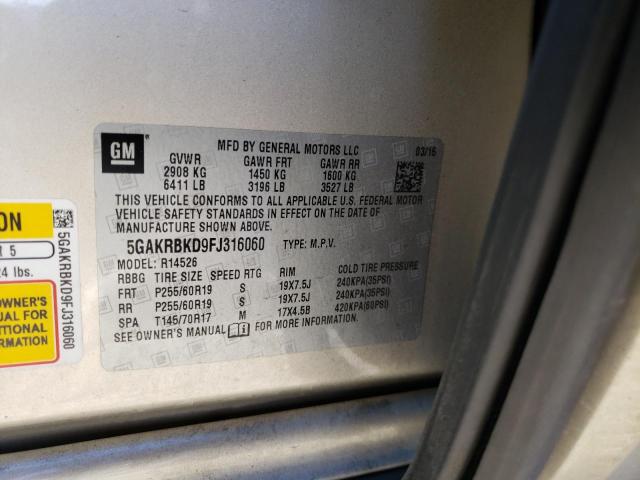 GM
MFD BY GENERAL MOTORS LLC
03/15
GVWR GAWR FRT GAWR RR
2908 KG 1450 KG 1600 KG
6411 LB 3196 LB 3527 LB
THIS VEHICLE CONFORMS TO ALL APPLICABLE U.S. FEDERAL MOTOR
VEHICLE SAFETY STANDARDS IN EFFECT ON THE DATE OF
MANUFACTURE SHOWN ABOVE.
5GAKRBKD9FJ316060 TYPE: M.P.V.
MODEL: R14526
RBBG TIRE SIZE SPEED RTG RIM COLD TIRE PRESSURE
FRT P255/60R19 S 19X7.5J 240KPA(35PSI)
RR P255/60R19 S 19X7.5J 240KPA(35PSI)
SPA T145/70R17 M 17X4.5B 420KPA(60PSI)
SEE OWNER'S MANUAL FOR MORE INFORMATION.
ON
R 5
24 lbs.
OWNER'S
UAL FOR
ITIONAL
RMATION
5GAKRBKD9FJ316060